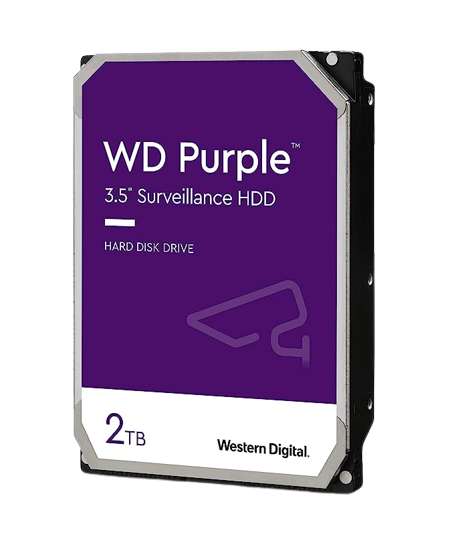 WD Purple™
3.5" Surveillance HDD
HARD DISK DRIVE
2TB
Western Digital.